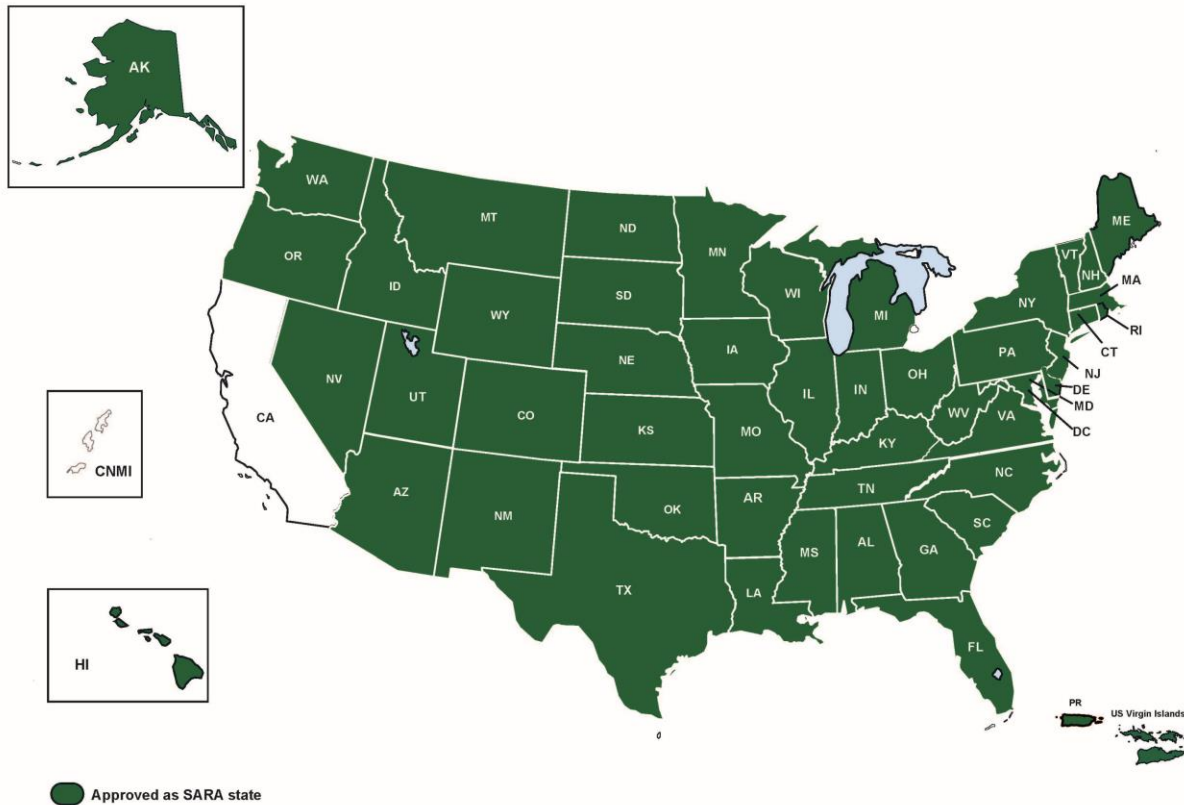 AK
WA
MT
ND
MN
ME
VT
NH
MA
OR
ID
WY
SD
WI
MI
NY
RI
CT
NV
UT
CO
NE
IA
IL
IN
OH
PA
NJ
DE
MD
DC
CA
KS
MO
KY
WV
VA
CNMI
AZ
NM
OK
AR
TN
NC
SC
TX
LA
MS
AL
GA
HI
FL
PR
US Virgin Islands
Approved as SARA state